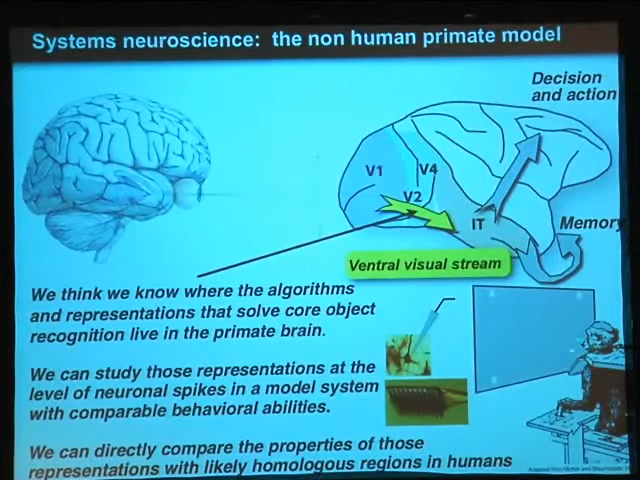 Systems neuroscience: the non human primate model
Decision
and action
V1
V4
V2
IT
Memory
Ventral visual stream
We think we know where the algorithms
and representations that solve core object
recognition live in the primate brain.
We can study those representations at the
level of neuronal spikes in a model system
with comparable behavioral abilities.
We can directly compare the properties of those
representations with likely homologous regions in humans
Adapted from